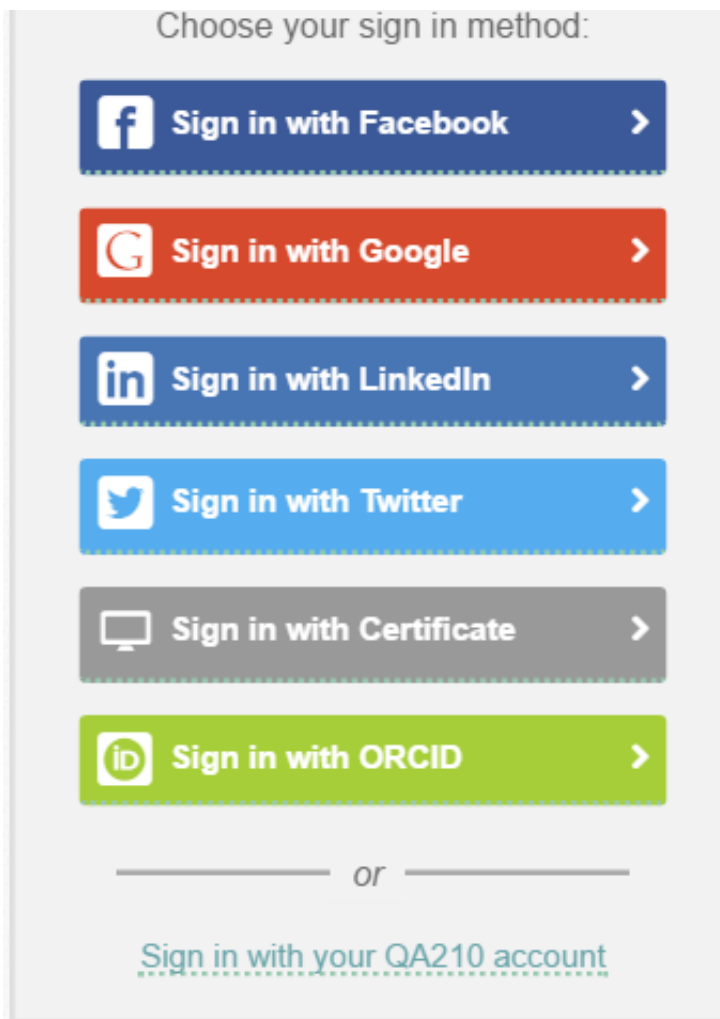 Choose your sign in method:
Sign in with Facebook
Sign in with Google
Sign in with LinkedIn
Sign in with Twitter
Sign in with Certificate
Sign in with ORCID
or
Sign in with your QA210 account